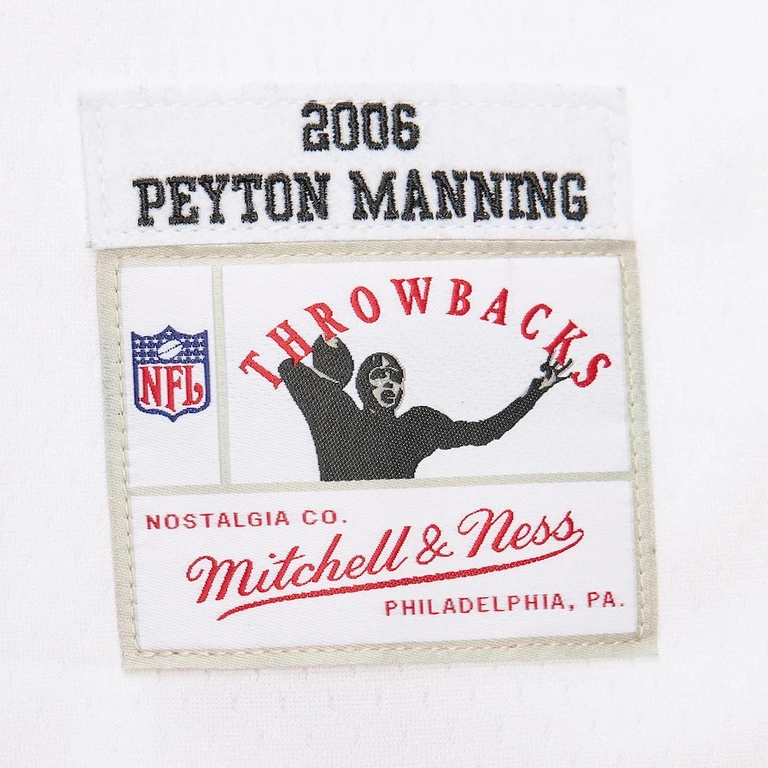 2006
PEYTON MANNING
THROWBACKS
NFL
NOSTALGIA CO.
Mitchell & Ness
PHILADELPHIA, PA.